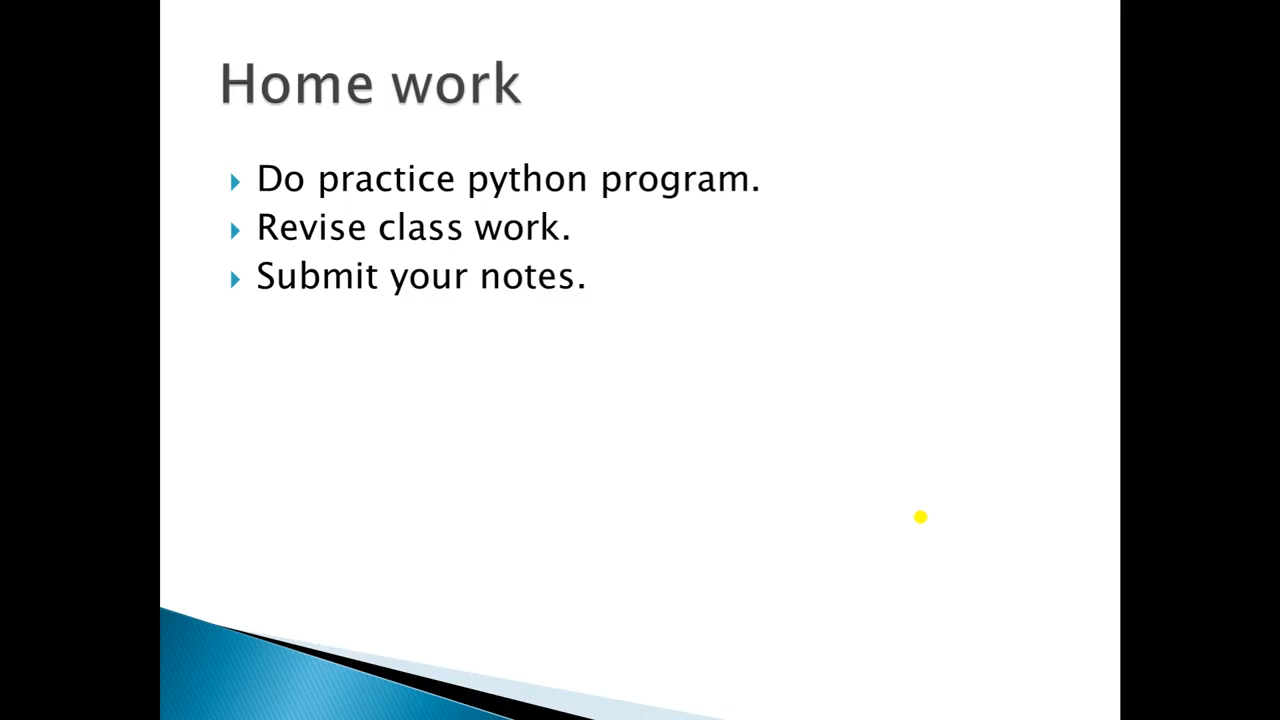 Home work
Do practice python program.
Revise class work.
Submit your notes.